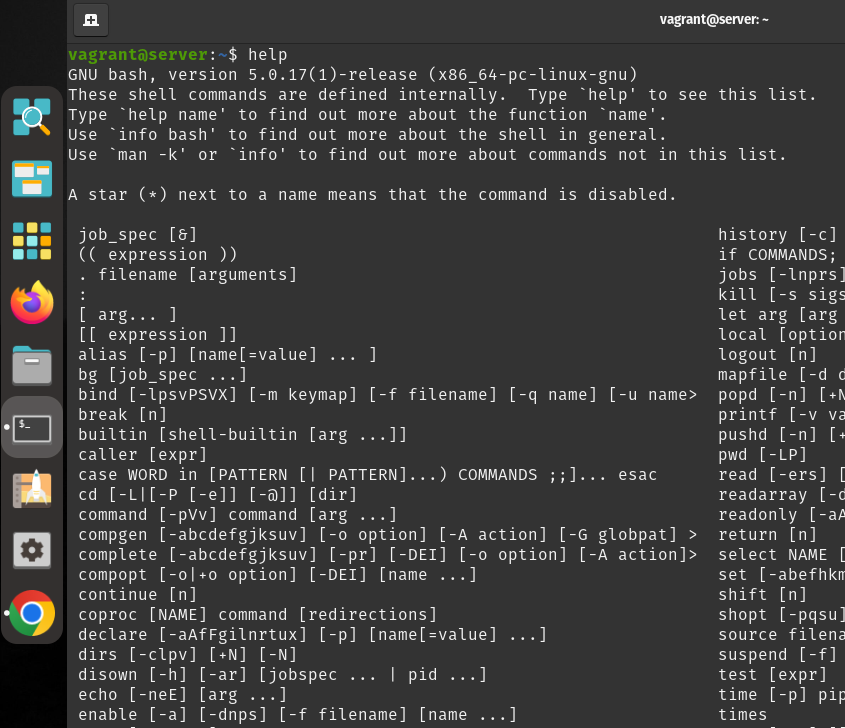 vagrant@server: ~
vagrant@server:~$ help
GNU bash, version 5.0.17(1)-release (x86_64-pc-linux-gnu)
These shell commands are defined internally.  Type `help' to see this list.
Type `help name' to find out more about the function `name'.
Use `info bash' to find out more about the shell in general.
Use `man -k' or `info' to find out more about commands not in this list.
A star (*) next to a name means that the command is disabled.
job_spec [&] history [-c]
(( expression )) if COMMANDS;
. filename [arguments] jobs [-lnprs]
: kill [-s sigs
[ arg... ] let arg [arg
[[ expression ]] local [option
alias [-p] [name[=value] ... ] logout [n]
bg [job_spec ...] mapfile [-d d
bind [-lpsvPSVX] [-m keymap] [-f filename] [-q name] [-u name> popd [-n] [+N
break [n] printf [-v va
builtin [shell-builtin [arg ...]] pushd [-n] [+
caller [expr] pwd [-LP]
case WORD in [PATTERN [| PATTERN]...) COMMANDS ;;]... esac read [-ers] [
cd [-L|[-P [-e]] [-@]] [dir] readarray [-d
command [-pVv] command [arg ...] readonly [-aA
compgen [-abcdefgjksuv] [-o option] [-A action] [-G globpat] > return [n]
complete [-abcdefgjksuv] [-pr] [-DEI] [-o option] [-A action]> select NAME [
compopt [-o|+o option] [-DEI] [name ...] set [-abefhkm
continue [n] shift [n]
coproc [NAME] command [redirections] shopt [-pqsu]
declare [-aAfFgilnrtux] [-p] [name[=value] ...] source filena
dirs [-clpv] [+N] [-N] suspend [-f]
disown [-h] [-ar] [jobspec ... | pid ...] test [expr]
echo [-neE] [arg ...] time [-p] pip
enable [-a] [-dnps] [-f filename] [name ...] times